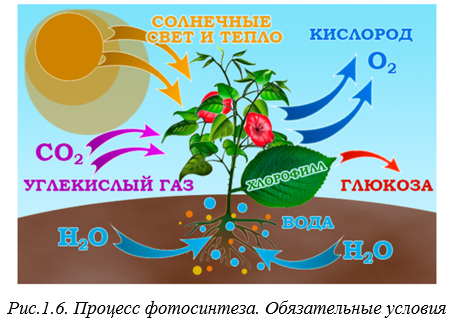 СОЛНЕЧНЫЕ
СВЕТ И ТЕПЛО
КИСЛОРОД
O₂
CO₂
УГЛЕКИСЛЫЙ ГАЗ
ХЛОРОФИЛЛ
ГЛЮКОЗА
ВОДА
H₂O
H₂O
Рис.1.6. Процесс фотосинтеза. Обязательные условия